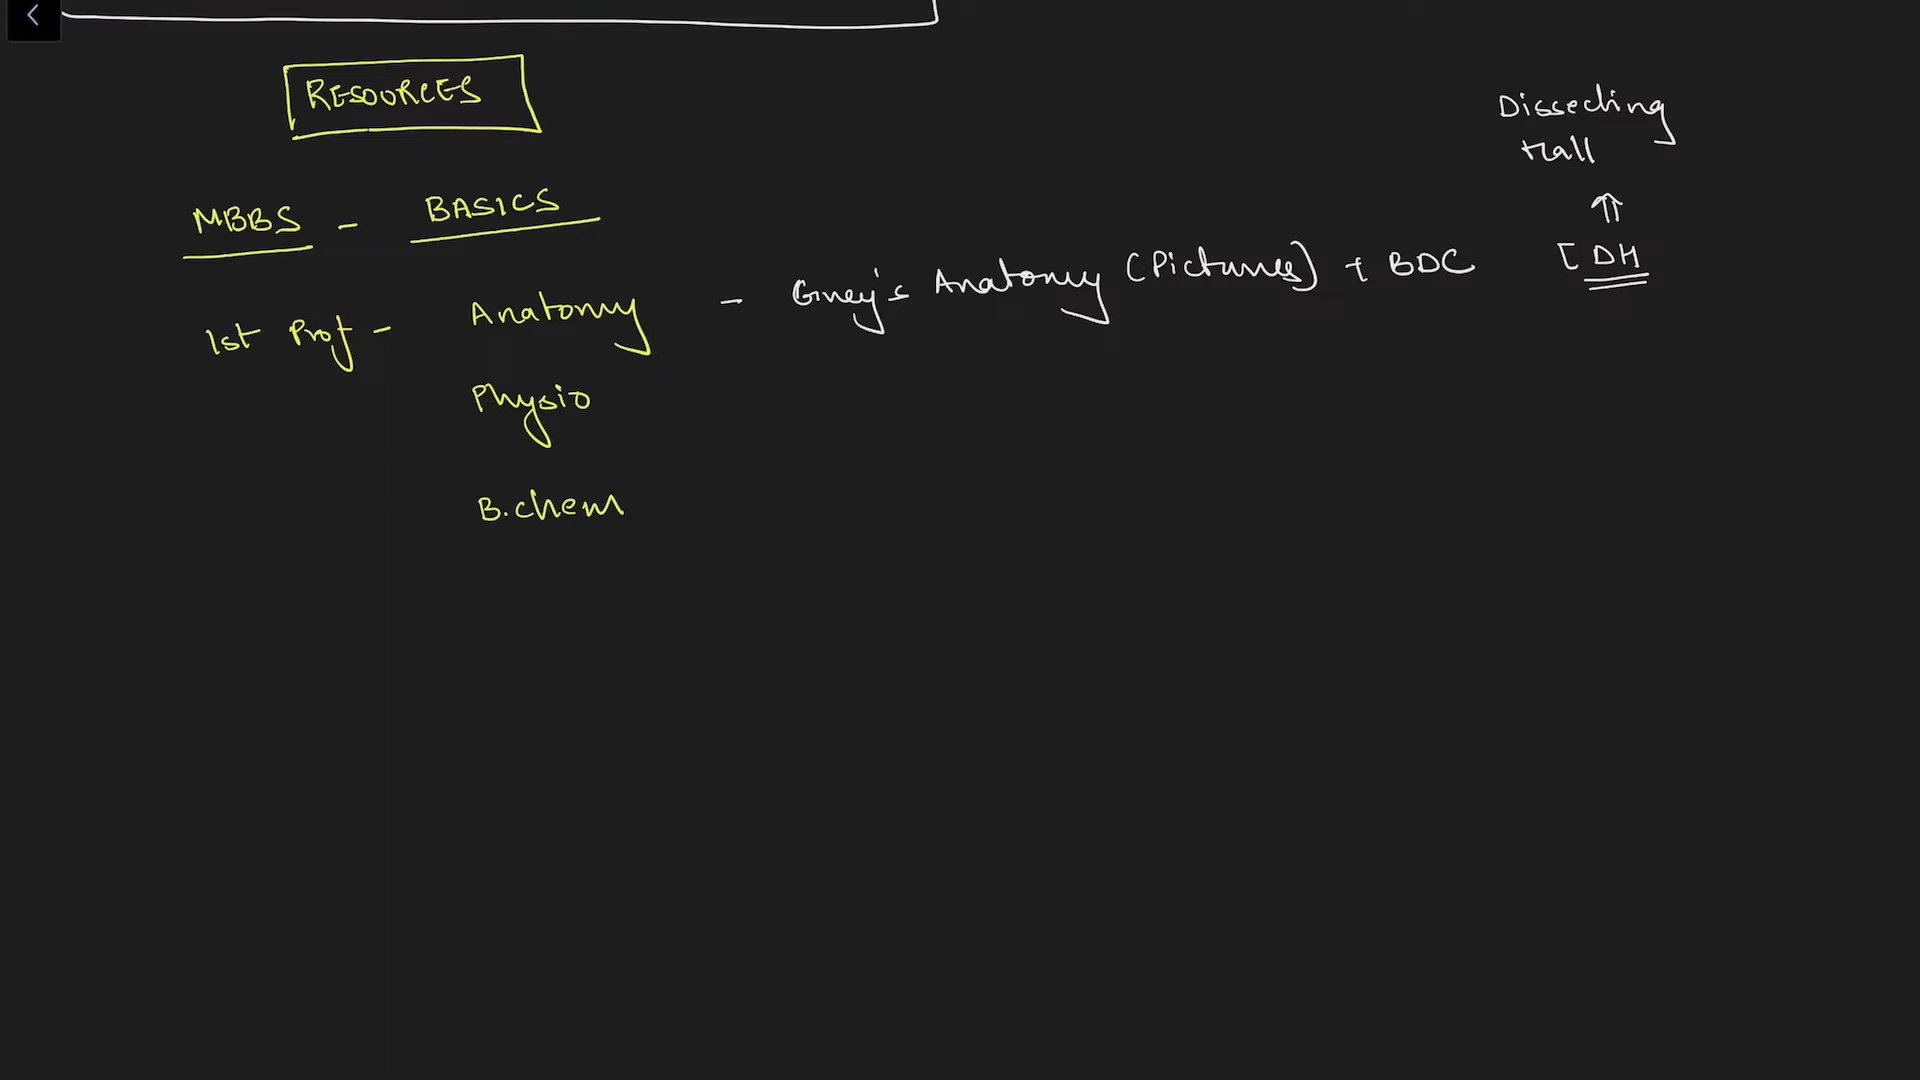 RESOURCES
Dissecting
Hall
MBBS - BASICS
⇑
1st Prof - Anatomy - Grey's Anatomy (Pictures) + BDC [DH
Physio
B.chem